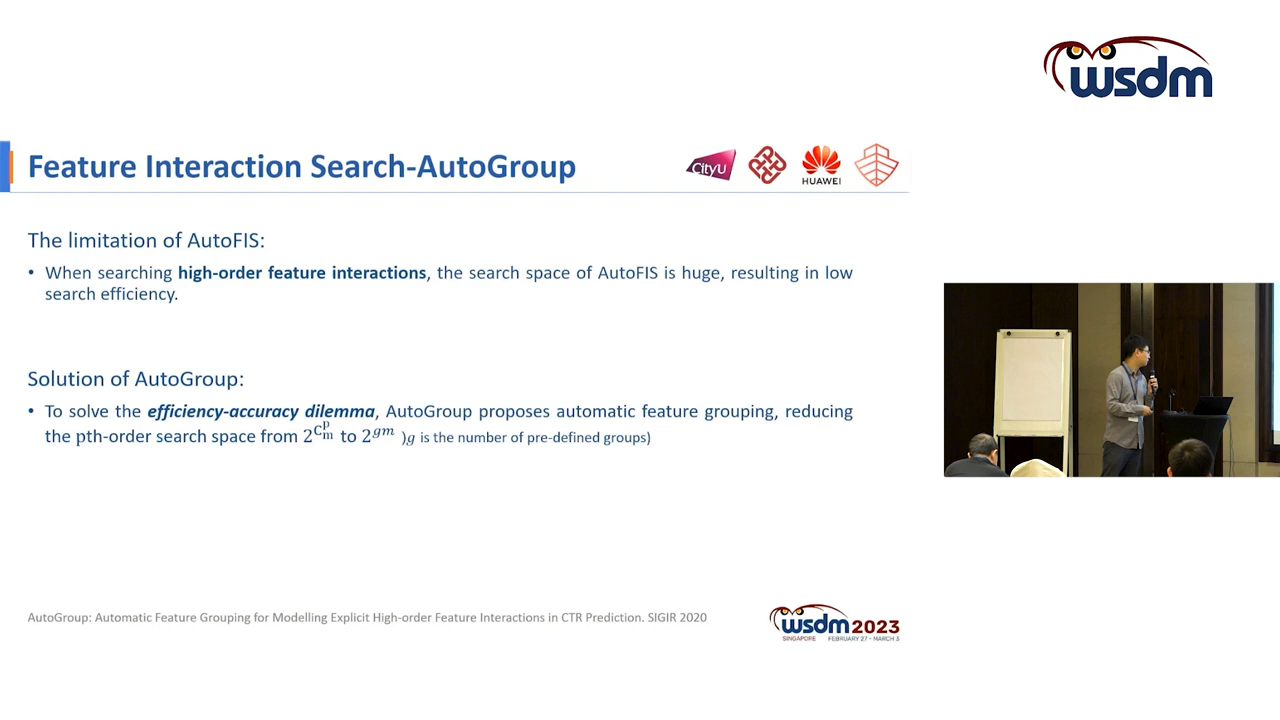 wsdm
Feature Interaction Search-AutoGroup
CityU
HUAWEI
The limitation of AutoFIS:
• When searching high-order feature interactions, the search space of AutoFIS is huge, resulting in low
search efficiency.
Solution of AutoGroup:
• To solve the efficiency-accuracy dilemma, AutoGroup proposes automatic feature grouping, reducing
the pth-order search space from 2^{C_m^p} to 2^{gm} )g is the number of pre-defined groups)
AutoGroup: Automatic Feature Grouping for Modelling Explicit High-order Feature Interactions in CTR Prediction. SIGIR 2020
wsdm 2023
SINGAPORE FEBRUARY 27 - MARCH 3